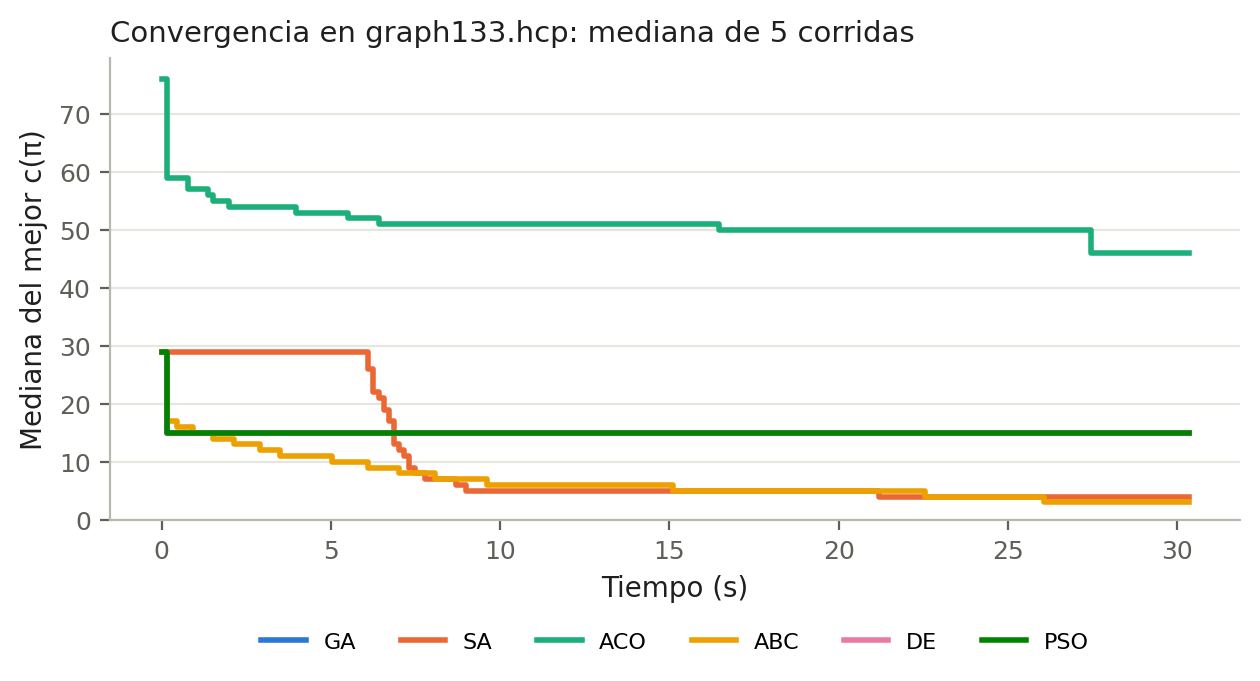 Convergencia en graph133.hcp: mediana de 5 corridas
Mediana del mejor c(π)
70
60
50
40
30
20
10
0
0 5 10 15 20 25 30
Tiempo (s)
GA SA ACO ABC DE PSO